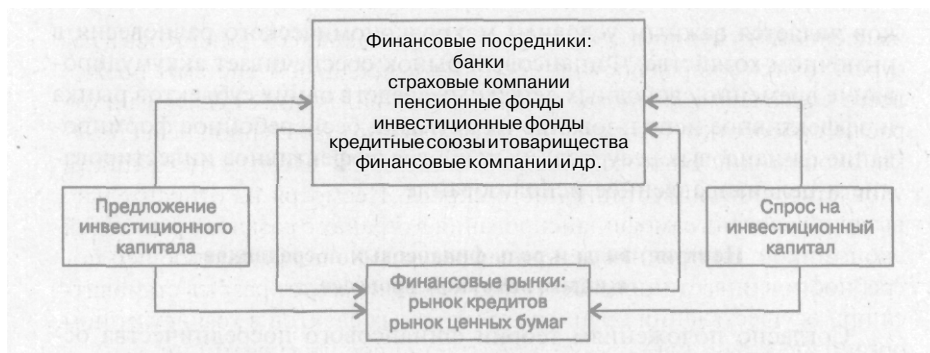 Финансовые посредники:
банки
страховые компании
пенсионные фонды
инвестиционные фонды
кредитные союзы и товарищества
финансовые компании и др.
Предложение
инвестиционного
капитала
Спрос на
инвестиционный
капитал
Финансовые рынки:
рынок кредитов
рынок ценных бумаг